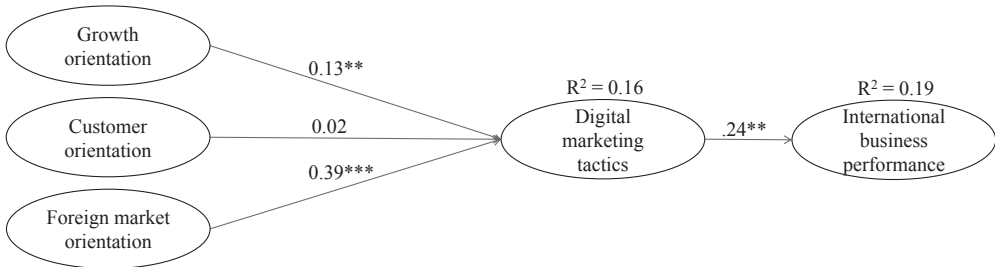 Growth
orientation
0.13**
Customer
orientation
0.02
0.39***
Foreign market
orientation
R² = 0.16
Digital
marketing
tactics
.24**
R² = 0.19
International
business
performance